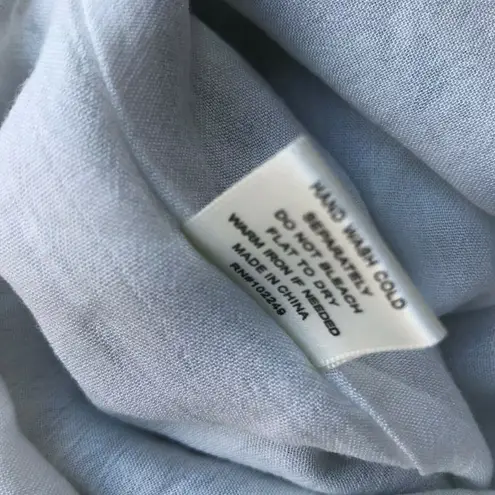 HAND WASH COLD
SEPARATELY
DO NOT BLEACH
FLAT TO DRY
WARM IRON IF NEEDED
MADE IN CHINA
RN#102249